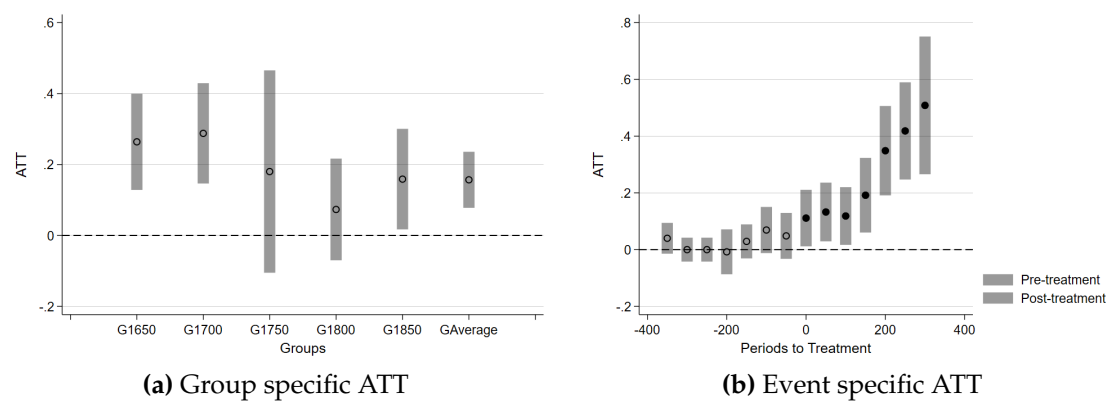 .6
.4
.2
0
-.2
ATT
G1650 G1700 G1750 G1800 G1850 GAverage
Groups
(a) Group specific ATT
.8
.6
.4
.2
0
-.2
ATT
-400 -200 0 200 400
Periods to Treatment
Pre-treatment
Post-treatment
(b) Event specific ATT